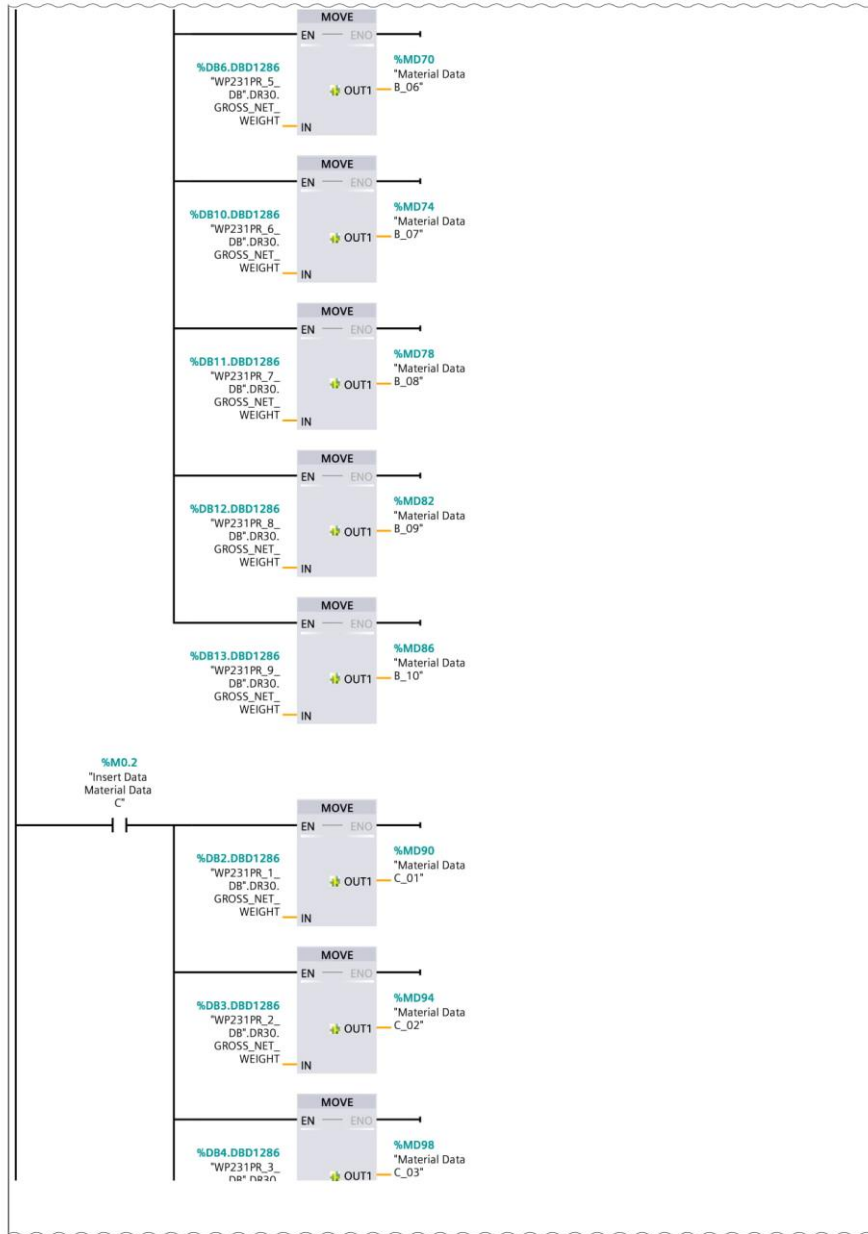 MOVE
EN ENO
%DB6.DBD1286
"WP231PR_5_
DB".DR30.
GROSS_NET_
WEIGHT
IN
OUT1
%MD70
"Material Data
B_06"
MOVE
EN ENO
%DB10.DBD1286
"WP231PR_6_
DB".DR30.
GROSS_NET_
WEIGHT
IN
OUT1
%MD74
"Material Data
B_07"
MOVE
EN ENO
%DB11.DBD1286
"WP231PR_7_
DB".DR30.
GROSS_NET_
WEIGHT
IN
OUT1
%MD78
"Material Data
B_08"
MOVE
EN ENO
%DB12.DBD1286
"WP231PR_8_
DB".DR30.
GROSS_NET_
WEIGHT
IN
OUT1
%MD82
"Material Data
B_09"
MOVE
EN ENO
%DB13.DBD1286
"WP231PR_9_
DB".DR30.
GROSS_NET_
WEIGHT
IN
OUT1
%MD86
"Material Data
B_10"
%M0.2
"Insert Data
Material Data
C"
MOVE
EN ENO
%DB2.DBD1286
"WP231PR_1_
DB".DR30.
GROSS_NET_
WEIGHT
IN
OUT1
%MD90
"Material Data
C_01"
MOVE
EN ENO
%DB3.DBD1286
"WP231PR_2_
DB".DR30.
GROSS_NET_
WEIGHT
IN
OUT1
%MD94
"Material Data
C_02"
MOVE
EN ENO
%DB4.DBD1286
"WP231PR_3_
DB".DR30.
OUT1
%MD98
"Material Data
C_03"